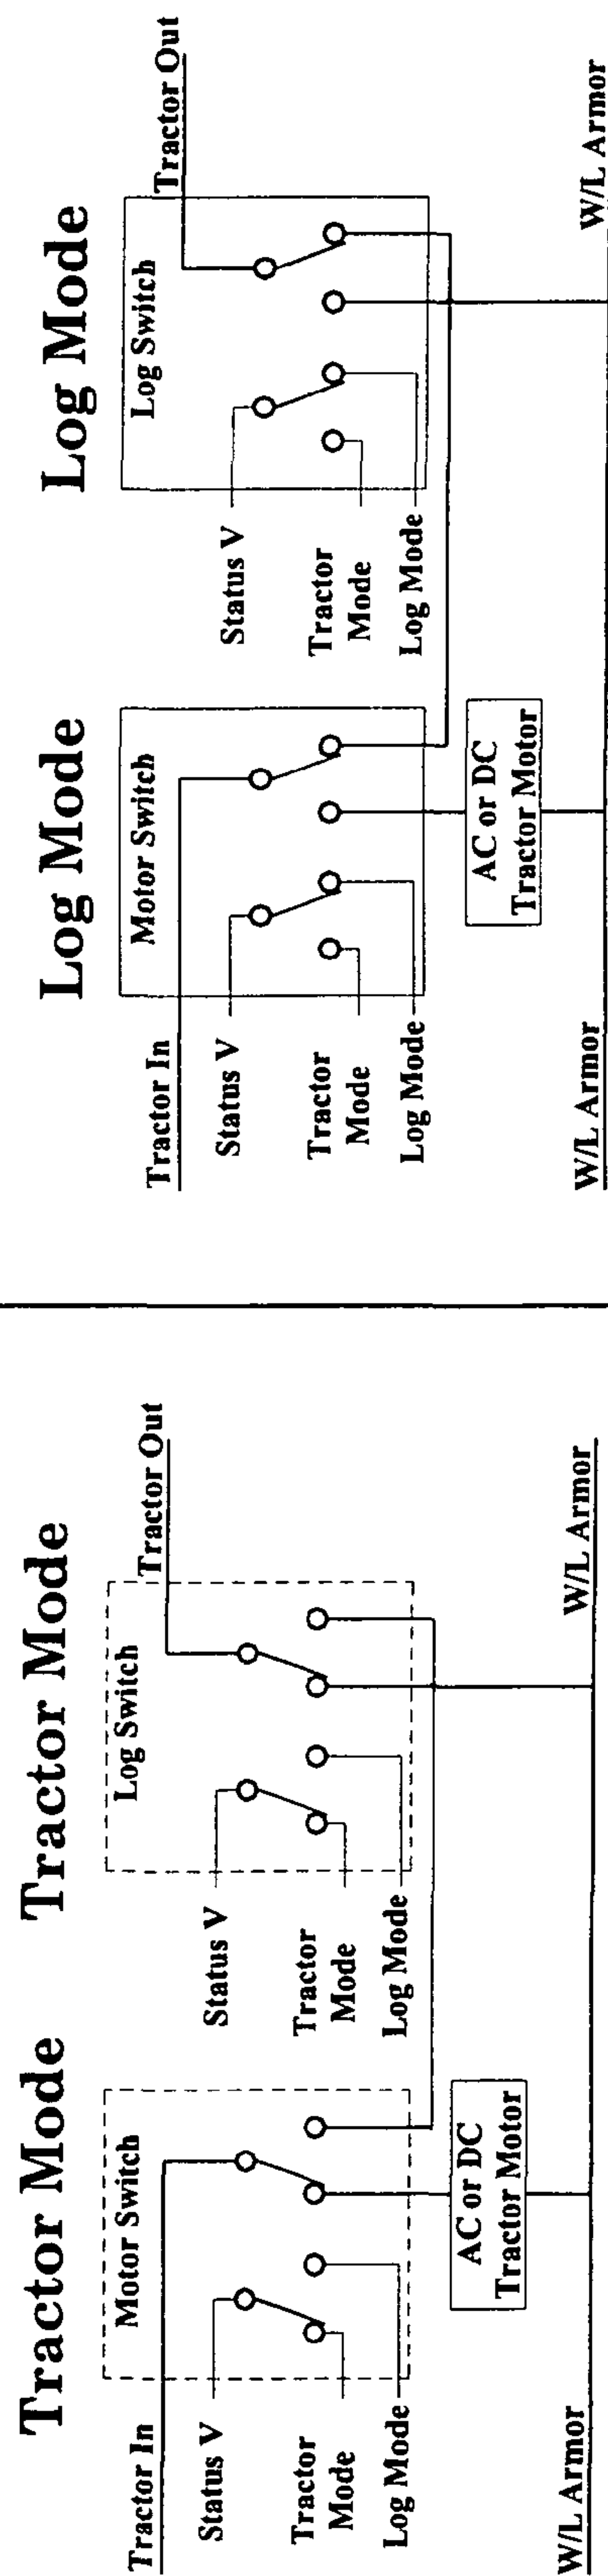 Tractor Mode
Tractor Mode
Motor Switch
Log Switch
Tractor In
Tractor Out
Status V
Status V
Tractor
Mode
Tractor
Mode
Log Mode
Log Mode
AC or DC
Tractor Motor
W/L Armor
W/L Armor
Log Mode
Log Mode
Motor Switch
Log Switch
Tractor In
Tractor Out
Status V
Status V
Tractor
Mode
Tractor
Mode
Log Mode
Log Mode
AC or DC
Tractor Motor
W/L Armor
W/L Armor